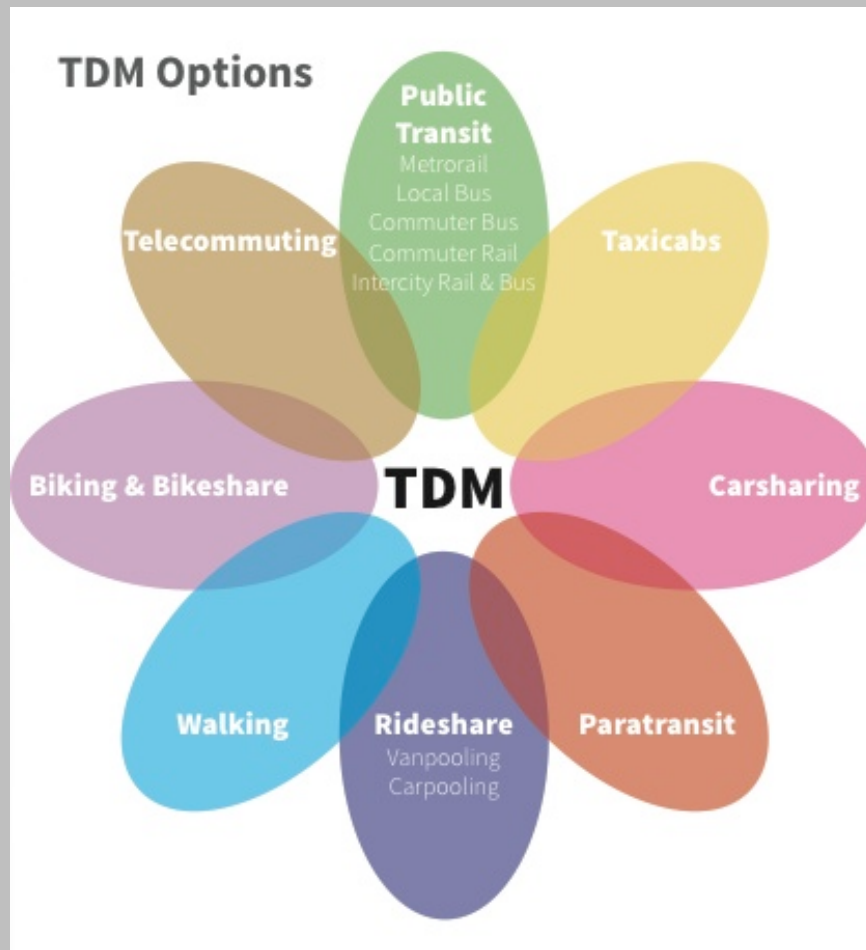 TDM Options
Public
Transit
Metrorail
Local Bus
Commuter Bus
Commuter Rail
Intercity Rail & Bus
Telecommuting
Taxicabs
Biking & Bikeshare
TDM
Carsharing
Walking
Rideshare
Vanpooling
Carpooling
Paratransit